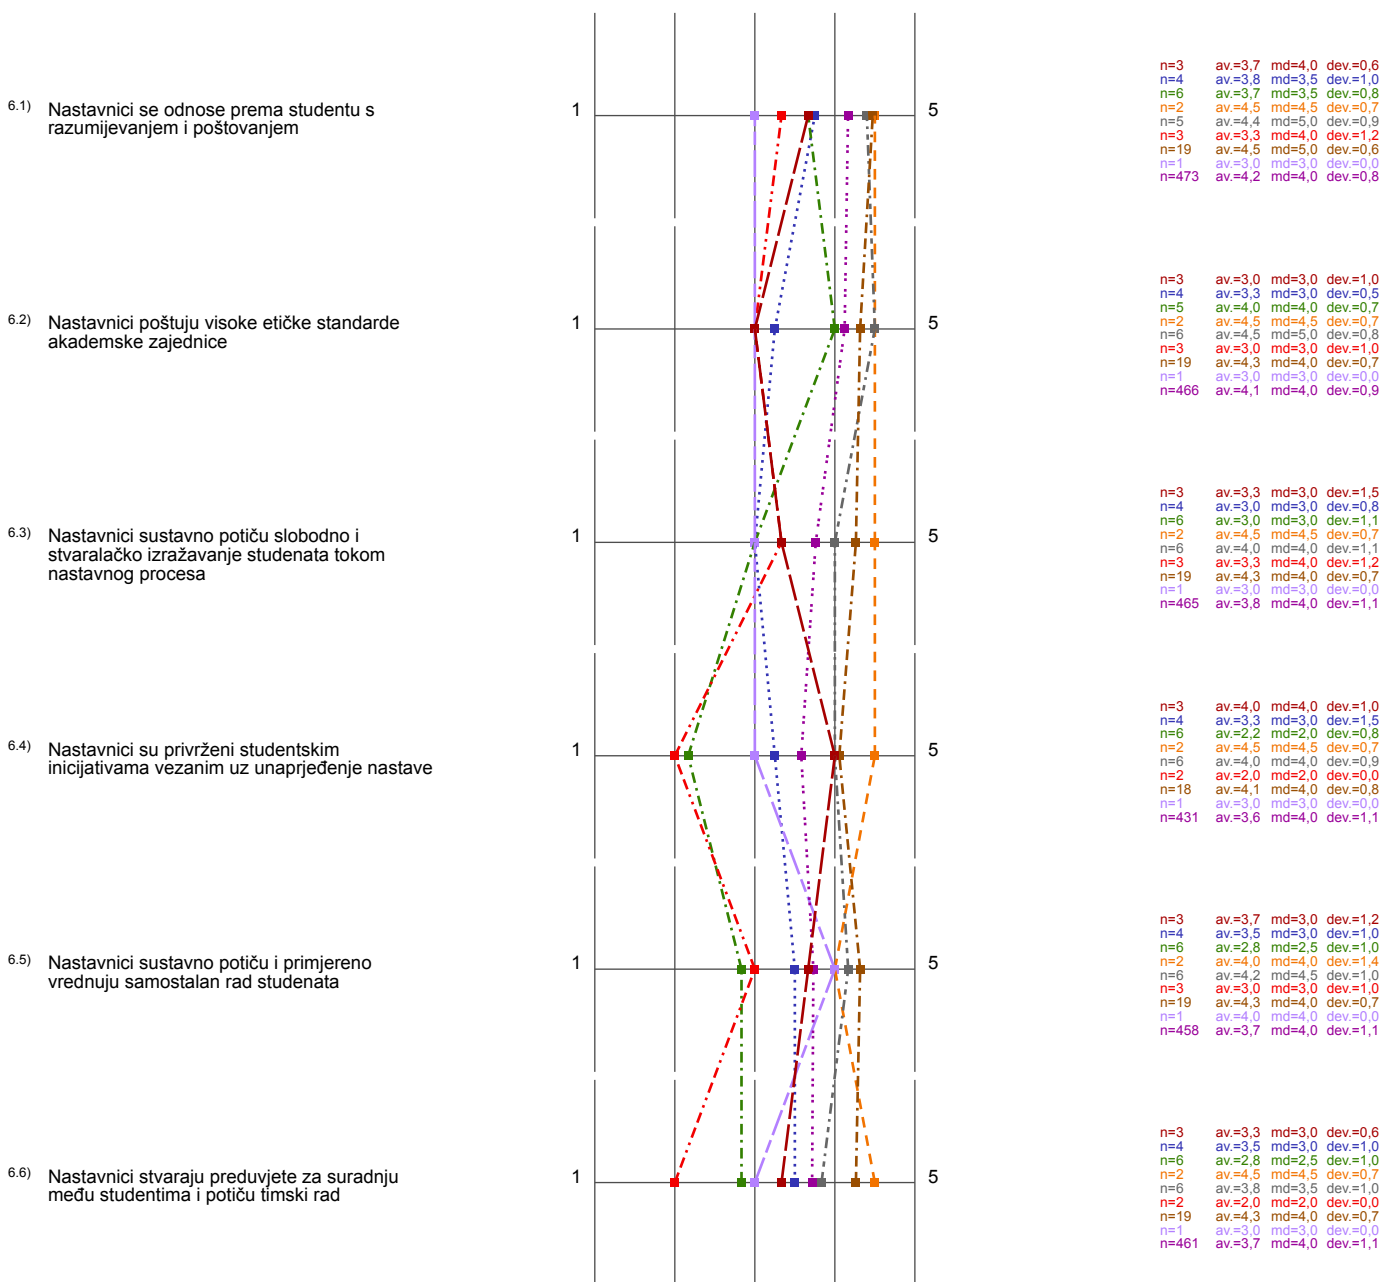 6.1) Nastavnici se odnose prema studentu s
razumijevanjem i poštovanjem
1 5
n=3 av.=3,7 md=4,0 dev.=0,6
n=4 av.=3,8 md=3,5 dev.=1,0
n=6 av.=3,7 md=3,5 dev.=0,8
n=2 av.=4,5 md=4,5 dev.=0,7
n=5 av.=4,4 md=5,0 dev.=0,9
n=3 av.=3,3 md=4,0 dev.=1,2
n=19 av.=4,5 md=5,0 dev.=0,6
n=1 av.=3,0 md=3,0 dev.=0,0
n=473 av.=4,2 md=4,0 dev.=0,8
6.2) Nastavnici poštuju visoke etičke standarde
akademske zajednice
1 5
n=3 av.=3,0 md=3,0 dev.=1,0
n=4 av.=3,3 md=3,0 dev.=0,5
n=5 av.=4,0 md=4,0 dev.=0,7
n=2 av.=4,5 md=4,5 dev.=0,7
n=6 av.=4,5 md=5,0 dev.=0,8
n=3 av.=3,0 md=3,0 dev.=1,0
n=19 av.=4,3 md=4,0 dev.=0,7
n=1 av.=3,0 md=3,0 dev.=0,0
n=466 av.=4,1 md=4,0 dev.=0,9
6.3) Nastavnici sustavno potiču slobodno i
stvaralačko izražavanje studenata tokom
nastavnog procesa
1 5
n=3 av.=3,3 md=3,0 dev.=1,5
n=4 av.=3,0 md=3,0 dev.=0,8
n=6 av.=3,0 md=3,0 dev.=1,1
n=2 av.=4,5 md=4,5 dev.=0,7
n=6 av.=4,0 md=4,0 dev.=1,1
n=3 av.=3,3 md=4,0 dev.=1,2
n=19 av.=4,3 md=4,0 dev.=0,7
n=1 av.=3,0 md=3,0 dev.=0,0
n=465 av.=3,8 md=4,0 dev.=1,1
6.4) Nastavnici su privrženi studentskim
inicijativama vezanim uz unaprjeđenje nastave
1 5
n=3 av.=4,0 md=4,0 dev.=1,0
n=4 av.=3,3 md=3,0 dev.=1,5
n=6 av.=2,2 md=2,0 dev.=0,8
n=2 av.=4,5 md=4,5 dev.=0,7
n=6 av.=4,0 md=4,0 dev.=0,9
n=2 av.=2,0 md=2,0 dev.=0,0
n=18 av.=4,1 md=4,0 dev.=0,8
n=1 av.=3,0 md=3,0 dev.=0,0
n=431 av.=3,6 md=4,0 dev.=1,1
6.5) Nastavnici sustavno potiču i primjereno
vrednuju samostalan rad studenata
1 5
n=3 av.=3,7 md=3,0 dev.=1,2
n=4 av.=3,5 md=3,0 dev.=1,0
n=6 av.=2,8 md=2,5 dev.=1,0
n=2 av.=4,0 md=4,0 dev.=1,4
n=6 av.=4,2 md=4,5 dev.=1,0
n=3 av.=3,0 md=3,0 dev.=1,0
n=19 av.=4,3 md=4,0 dev.=0,7
n=1 av.=4,0 md=4,0 dev.=0,0
n=458 av.=3,7 md=4,0 dev.=1,1
6.6) Nastavnici stvaraju preduvjete za suradnju
među studentima i potiču timski rad
1 5
n=3 av.=3,3 md=3,0 dev.=0,6
n=4 av.=3,5 md=3,0 dev.=1,0
n=6 av.=2,8 md=2,5 dev.=1,0
n=2 av.=4,5 md=4,5 dev.=0,7
n=6 av.=3,8 md=3,5 dev.=1,0
n=2 av.=2,0 md=2,0 dev.=0,0
n=19 av.=4,3 md=4,0 dev.=0,7
n=1 av.=3,0 md=3,0 dev.=0,0
n=461 av.=3,7 md=4,0 dev.=1,1